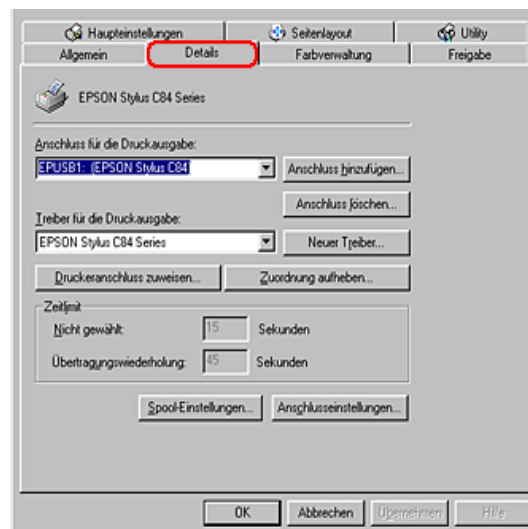 Haupteinstellungen Seitenlayout Utility
Allgemein Details Farbverwaltung Freigabe
EPSON Stylus C84 Series
Anschluss für die Druckausgabe:
EPUSB1: (EPSON Stylus C84) Anschluss hinzufügen...
Anschluss löschen...
Treiber für die Druckausgabe:
EPSON Stylus C84 Series Neuer Treiber...
Druckeranschluss zuweisen... Zuordnung aufheben...
Zeitlimit
Nicht gewählt: 15 Sekunden
Übertragungswiederholung: 45 Sekunden
Spool-Einstellungen... Anschlusseinstellungen...
OK Abbrechen Übernehmen Hilfe